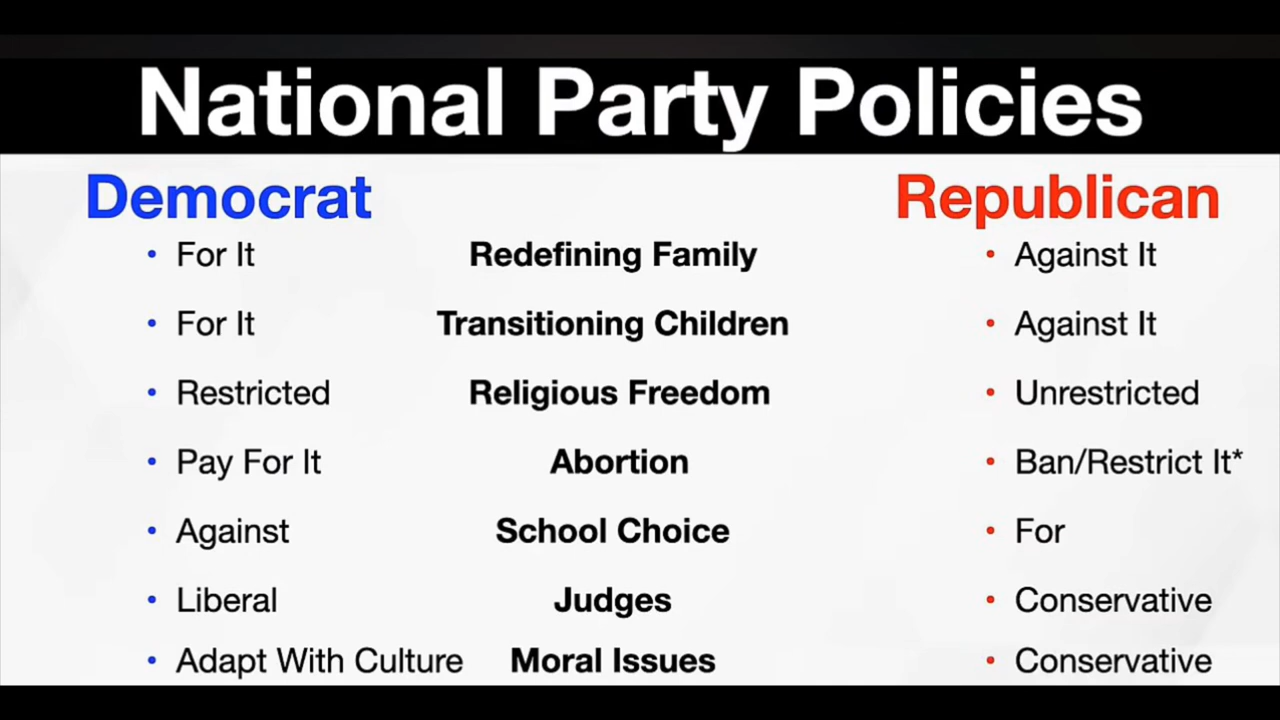 National Party Policies
Democrat Republican
• For It Redefining Family • Against It
• For It Transitioning Children • Against It
• Restricted Religious Freedom • Unrestricted
• Pay For It Abortion • Ban/Restrict It*
• Against School Choice • For
• Liberal Judges • Conservative
• Adapt With Culture Moral Issues • Conservative